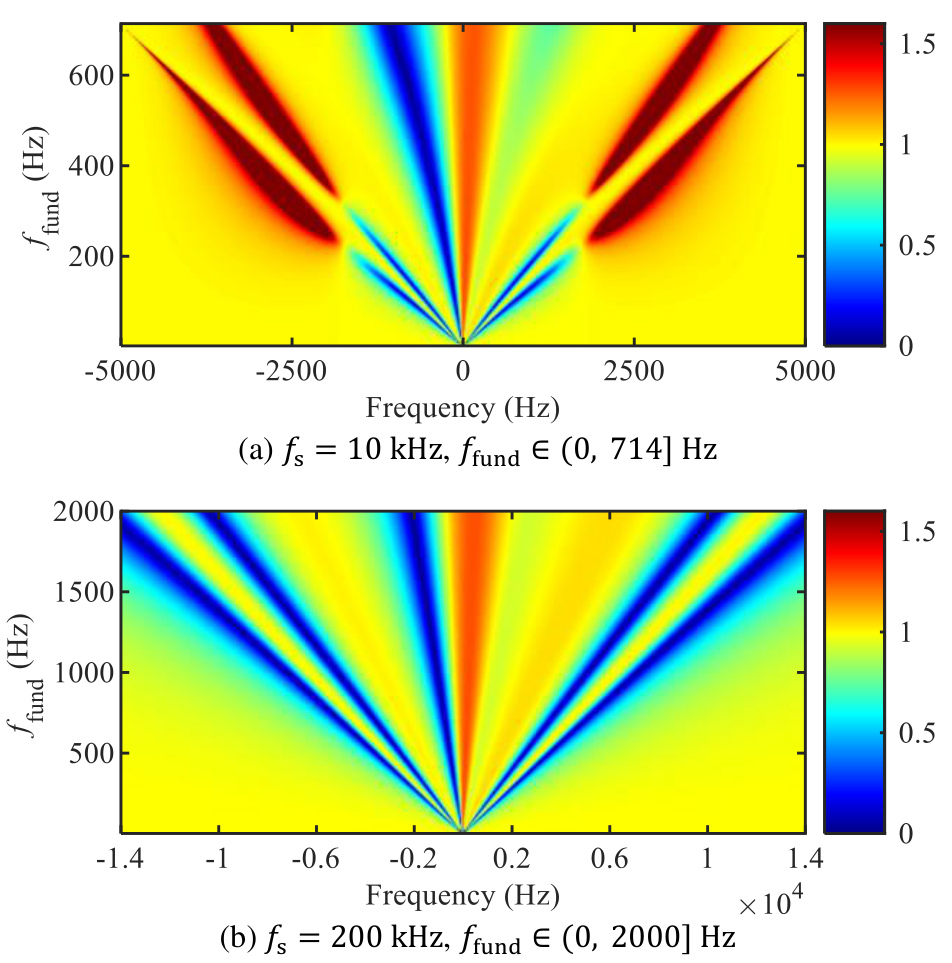 600
400
200
f_fund (Hz)
-5000 -2500 0 2500 5000
Frequency (Hz)
1.5
1
0.5
0
(a) f_s = 10 kHz, f_fund ∈ (0, 714] Hz
2000
1500
1000
500
f_fund (Hz)
-1.4 -1 -0.6 -0.2 0.2 0.6 1 1.4
Frequency (Hz)
×10^4
1.5
1
0.5
0
(b) f_s = 200 kHz, f_fund ∈ (0, 2000] Hz